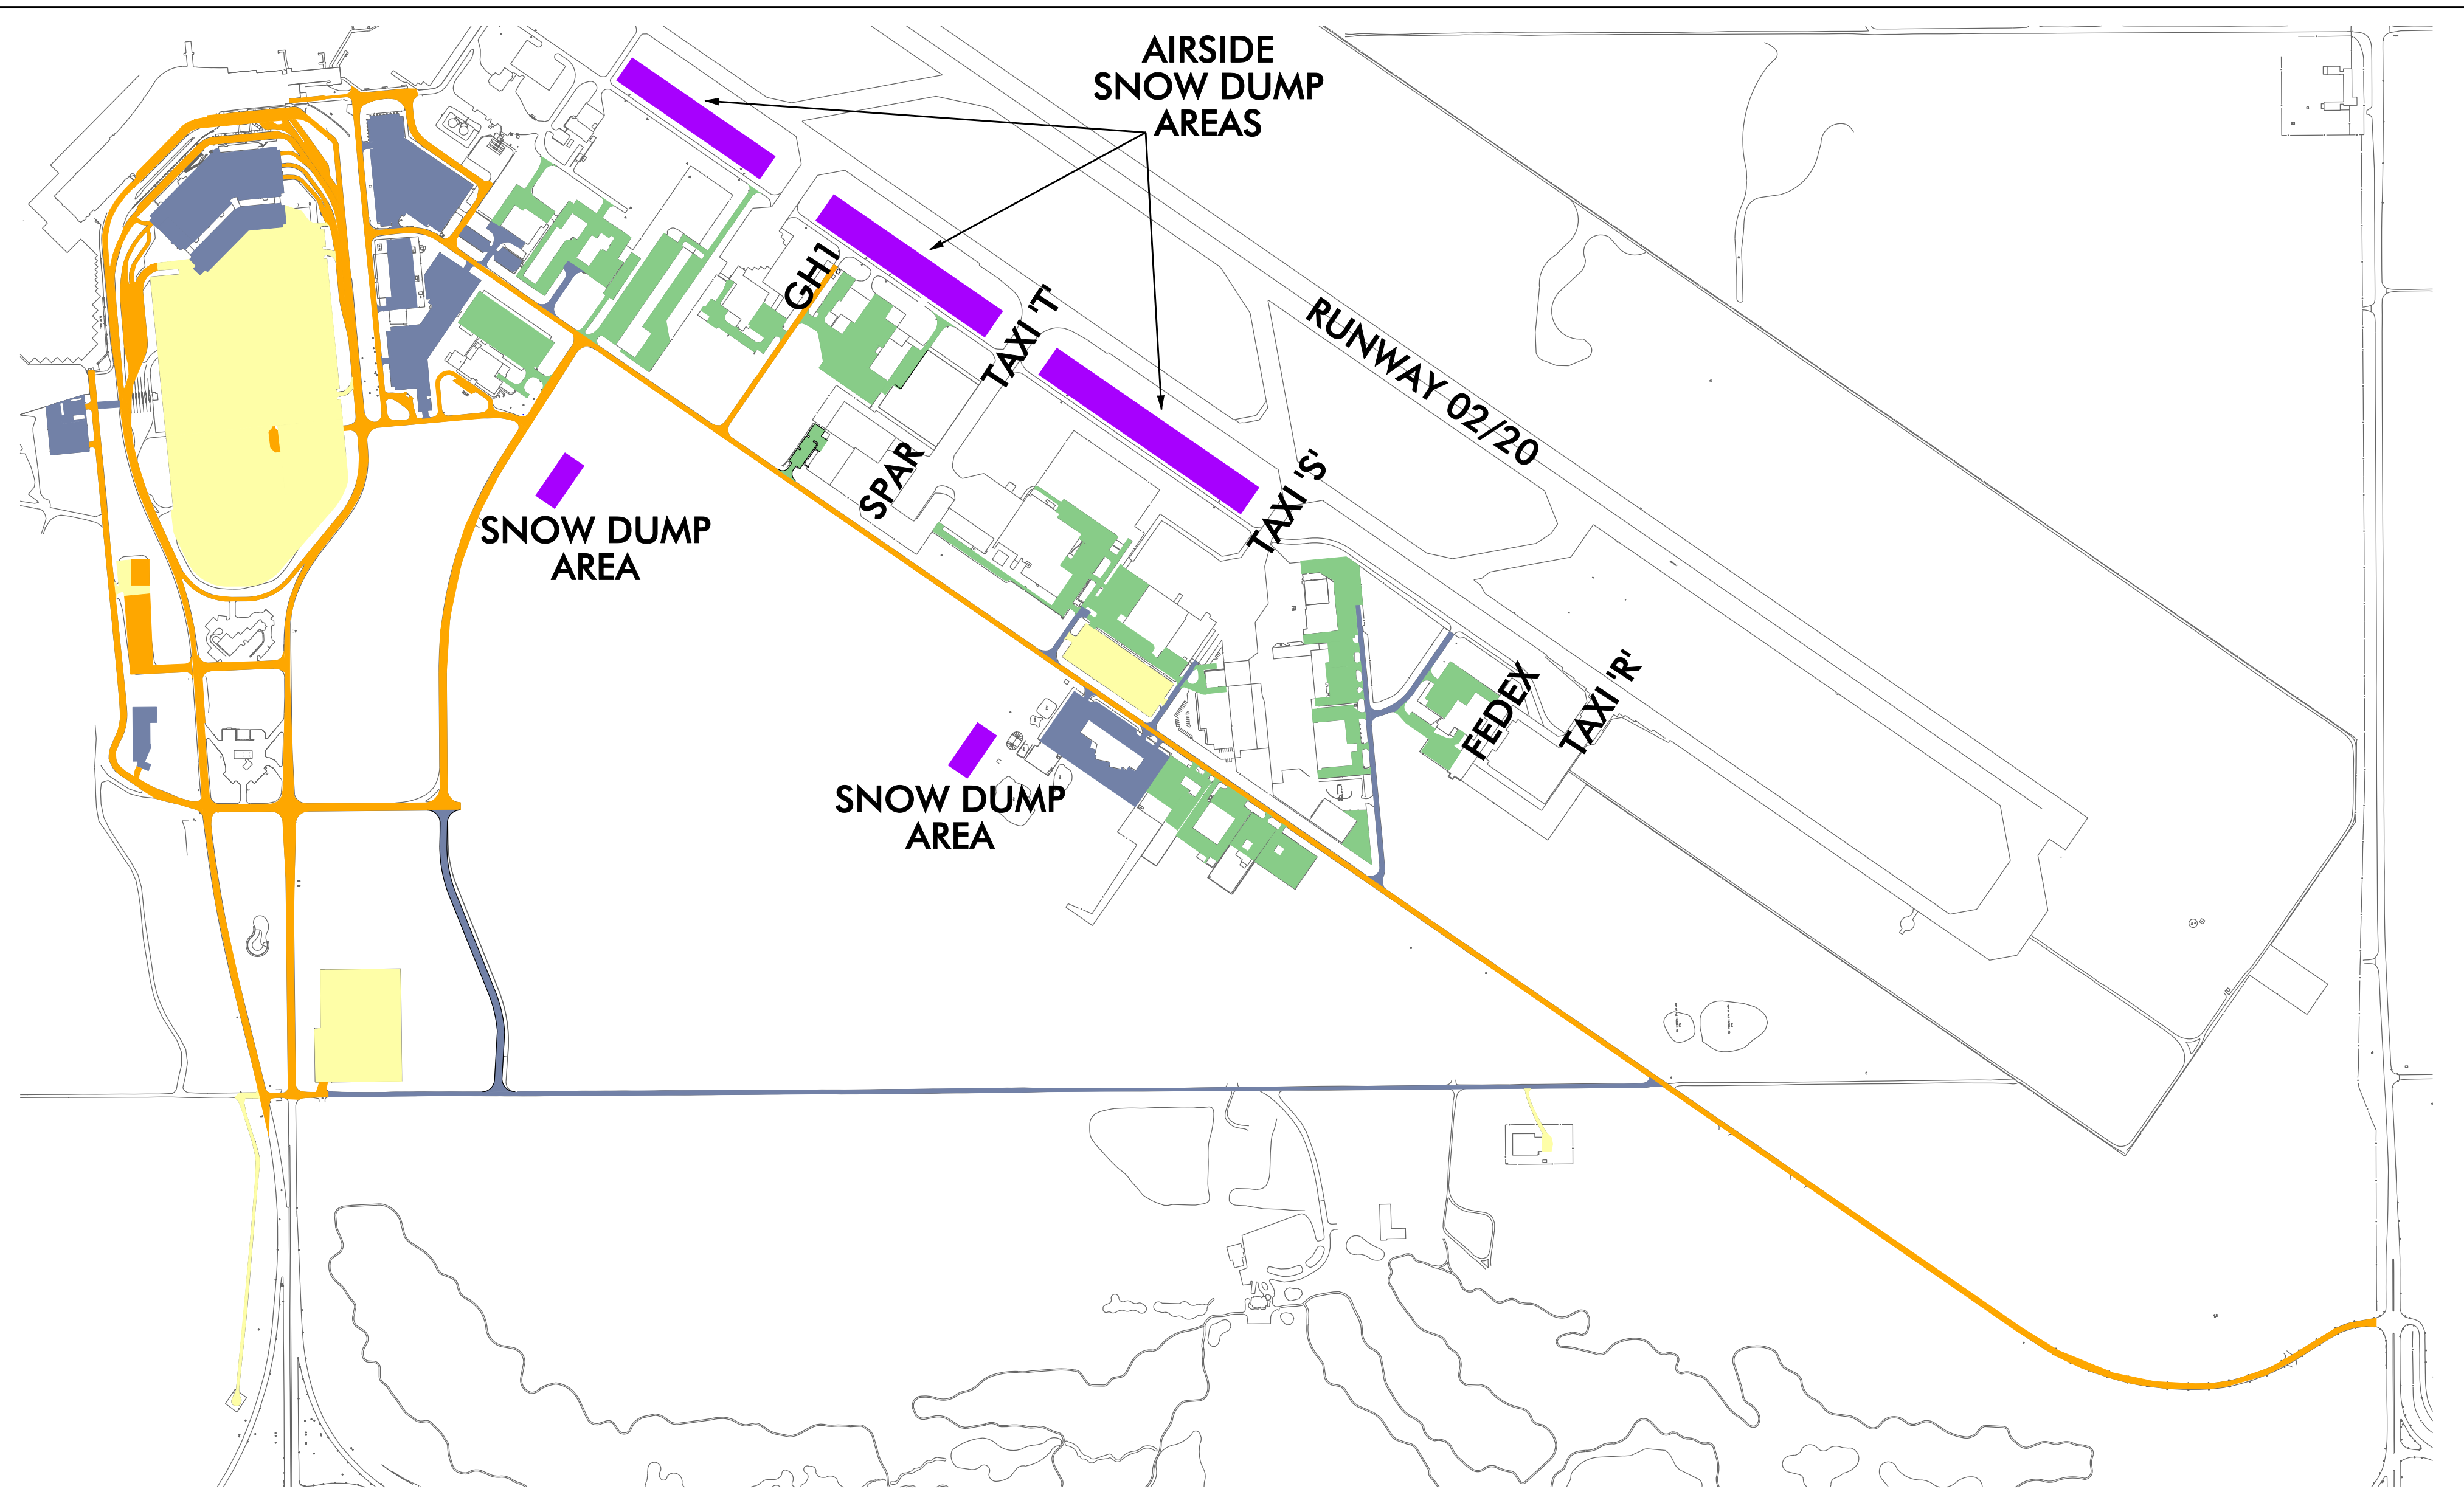 AIRSIDE
SNOW DUMP
AREAS
GH1
TAXI 'T'
RUNWAY 02/20
SPAR
TAXI 'S'
SNOW DUMP
AREA
FEDEX
TAXI 'R'
SNOW DUMP
AREA